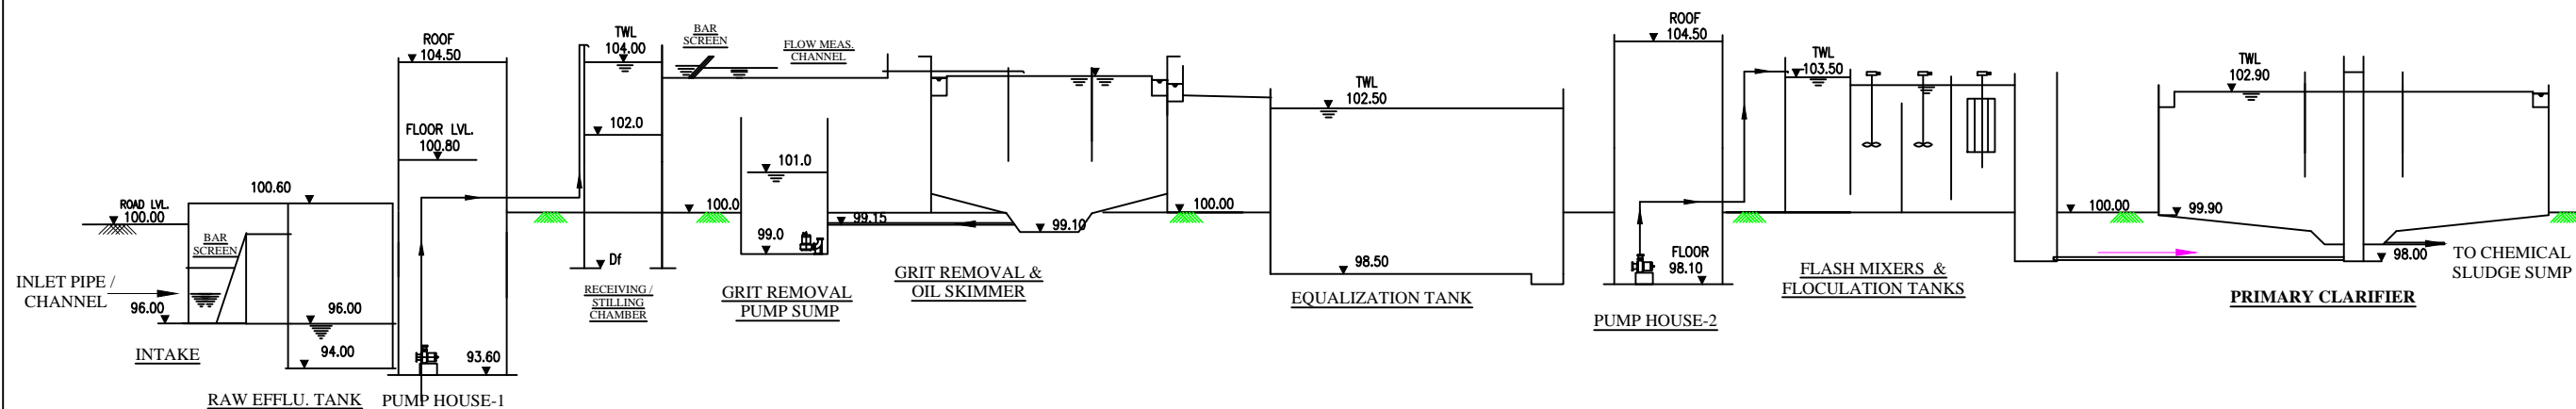 ROAD LVL.
100.00
INLET PIPE /
CHANNEL
96.00
INTAKE
BAR
SCREEN
100.60
96.00
94.00
RAW EFFLU. TANK
ROOF
104.50
FLOOR LVL.
100.80
93.60
PUMP HOUSE-1
TWL
104.00
102.0
Df
RECEIVING /
STILLING
CHAMBER
BAR
SCREEN
FLOW MEAS.
CHANNEL
100.0
101.0
99.0
GRIT REMOVAL
PUMP SUMP
99.15
99.10
GRIT REMOVAL &
OIL SKIMMER
100.00
TWL
102.50
98.50
EQUALIZATION TANK
ROOF
104.50
FLOOR
98.10
PUMP HOUSE-2
TWL
103.50
FLASH MIXERS &
FLOCULATION TANKS
100.00
99.90
TWL
102.90
98.00
PRIMARY CLARIFIER
TO CHEMICAL
SLUDGE SUMP